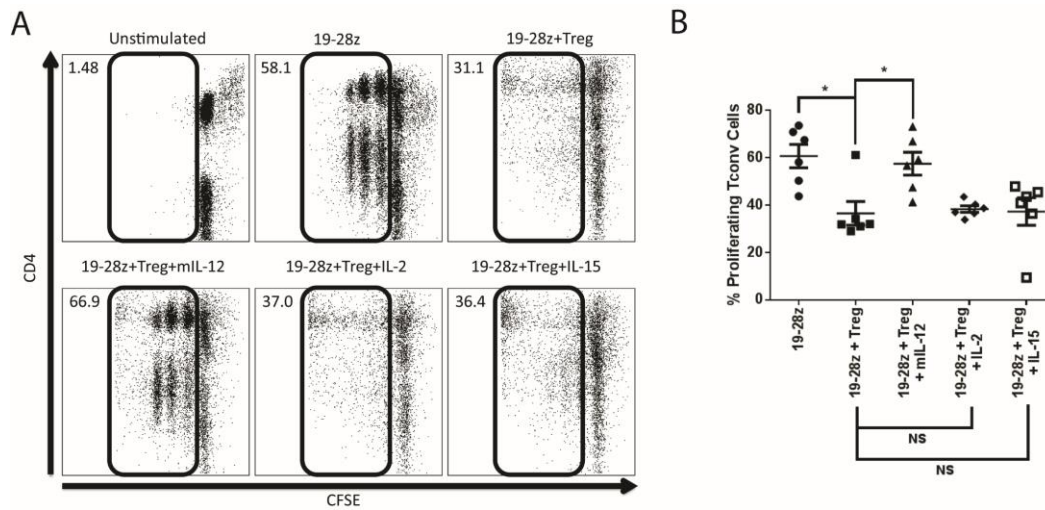 A
B
Unstimulated
19-28z
19-28z+Treg
1.48
58.1
31.1
19-28z+Treg+mIL-12
19-28z+Treg+IL-2
19-28z+Treg+IL-15
66.9
37.0
36.4
CD4
CFSE
*
*
% Proliferating Tconv Cells
80
60
40
20
0
19-28z
19-28z + Treg
19-28z + Treg
+ mIL-12
19-28z + Treg
+ IL-2
19-28z + Treg
+ IL-15
NS
NS